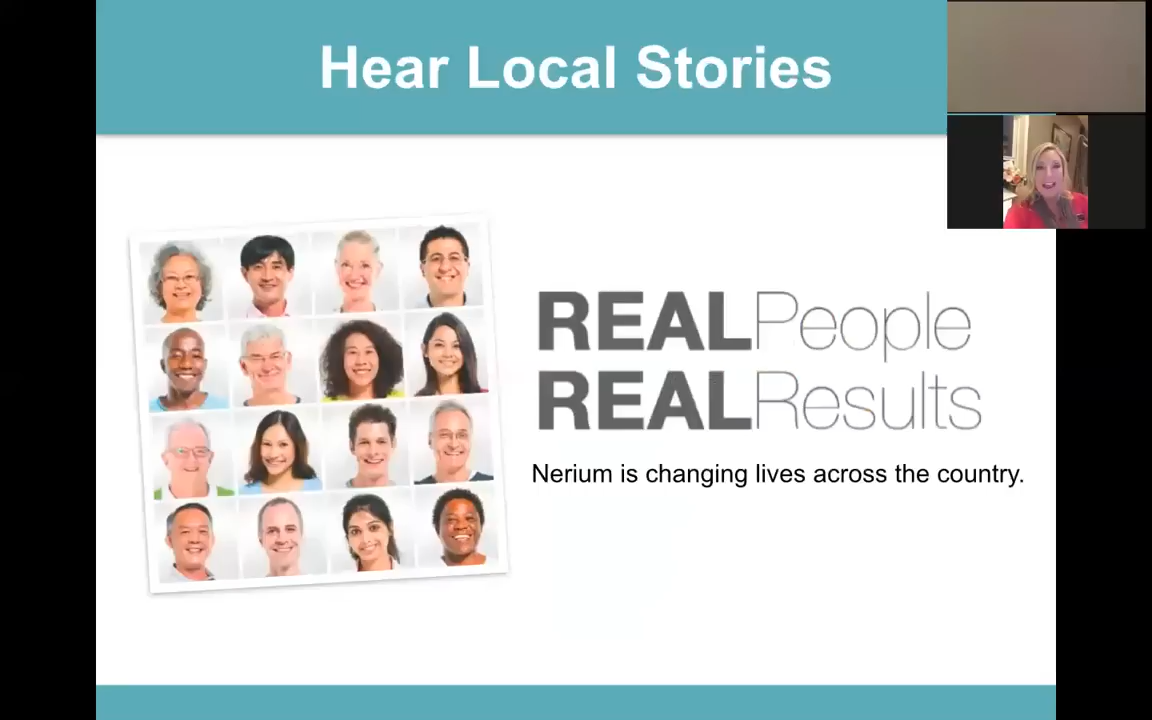 Hear Local Stories
REALPeople
REALResults
Nerium is changing lives across the country.